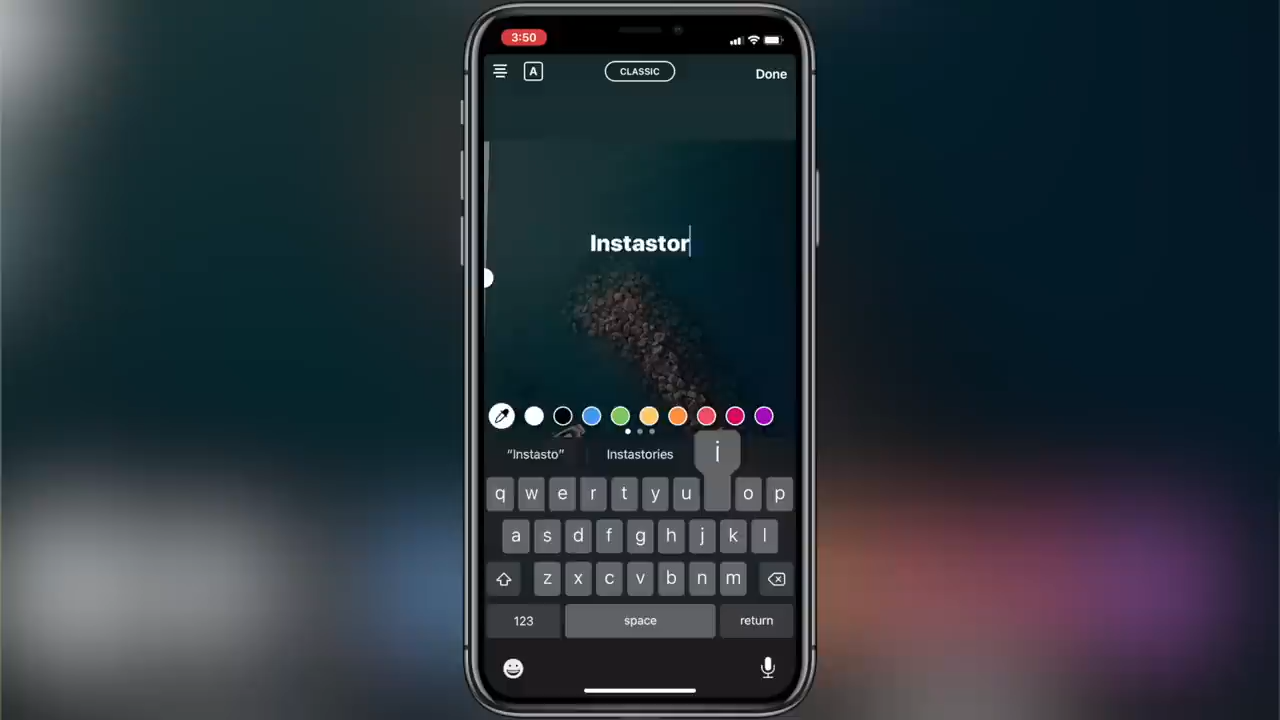 3:50
A
CLASSIC
Done
Instastor
“Instasto”
Instastories
i
q w e r t y u o p
a s d f g h j k l
z x c v b n m
123
space
return